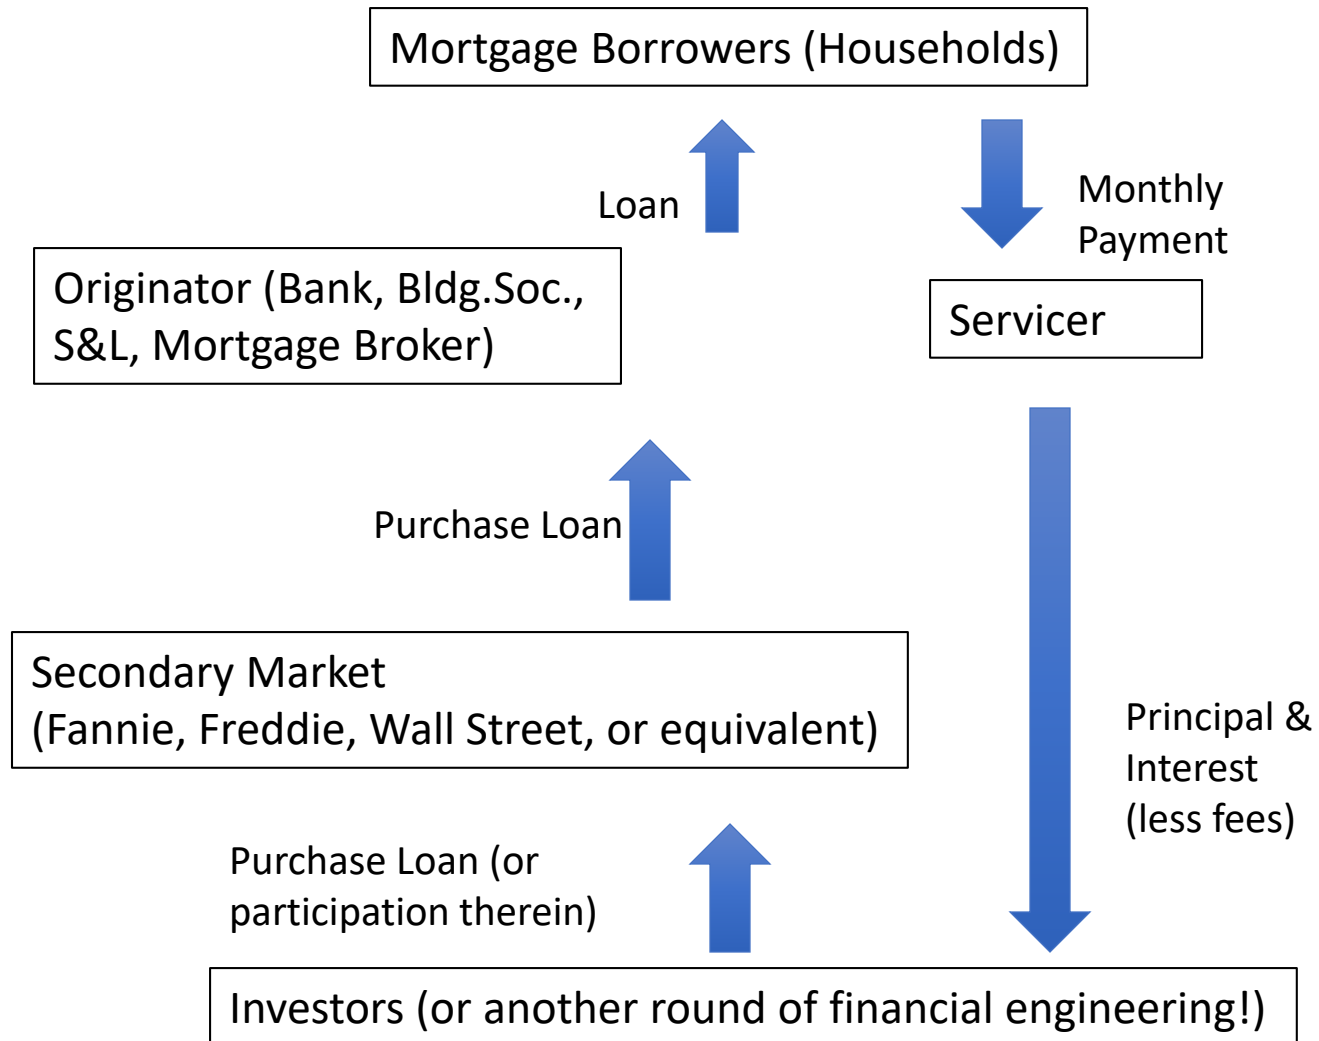 Mortgage Borrowers (Households)
Loan
Monthly
Payment
Originator (Bank, Bldg.Soc.,
S&L, Mortgage Broker)
Servicer
Purchase Loan
Secondary Market
(Fannie, Freddie, Wall Street, or equivalent)
Principal &
Interest
(less fees)
Purchase Loan (or
participation therein)
Investors (or another round of financial engineering!)